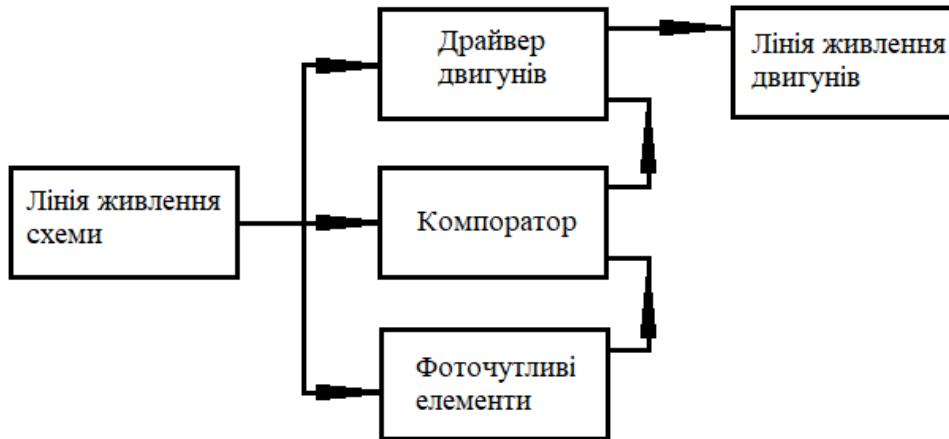 Драйвер
двигунів
Лінія живлення
двигунів
Лінія живлення
схеми
Компоратор
Фоточутливі
елементи